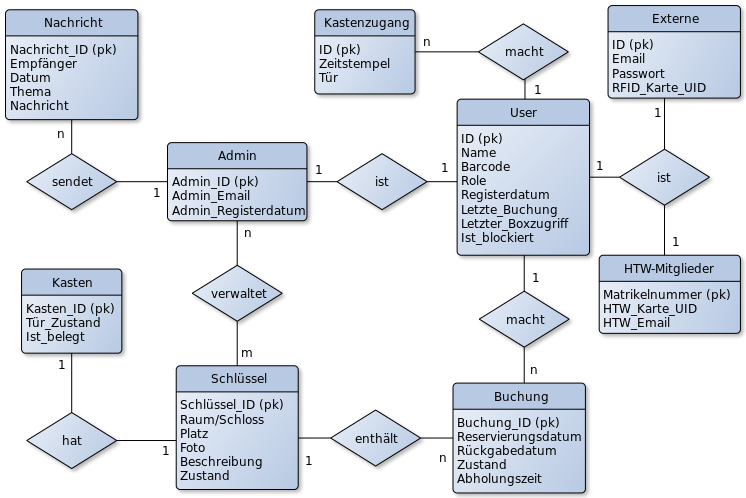 Nachricht
Nachricht_ID (pk)
Empfänger
Datum
Thema
Nachricht
n
sendet
1
Kastenzugang
ID (pk)
Zeitstempel
Tür
n
macht
1
Externe
ID (pk)
Email
Passwort
RFID_Karte_UID
1
Admin
Admin_ID (pk)
Admin_Email
Admin_Registerdatum
1
ist
1
User
ID (pk)
Name
Barcode
Role
Registerdatum
Letzte_Buchung
Letzter_Boxzugriff
Ist_blockiert
1
ist
1
HTW-Mitglieder
Matrikelnummer (pk)
HTW_Karte_UID
HTW_Email
n
verwaltet
m
1
macht
n
Kasten
Kasten_ID (pk)
Tür_Zustand
Ist_belegt
1
hat
1
Schlüssel
Schlüssel_ID (pk)
Raum/Schloss
Platz
Foto
Beschreibung
Zustand
1
enthält
n
Buchung
Buchung_ID (pk)
Reservierungsdatum
Rückgabedatum
Zustand
Abholungszeit